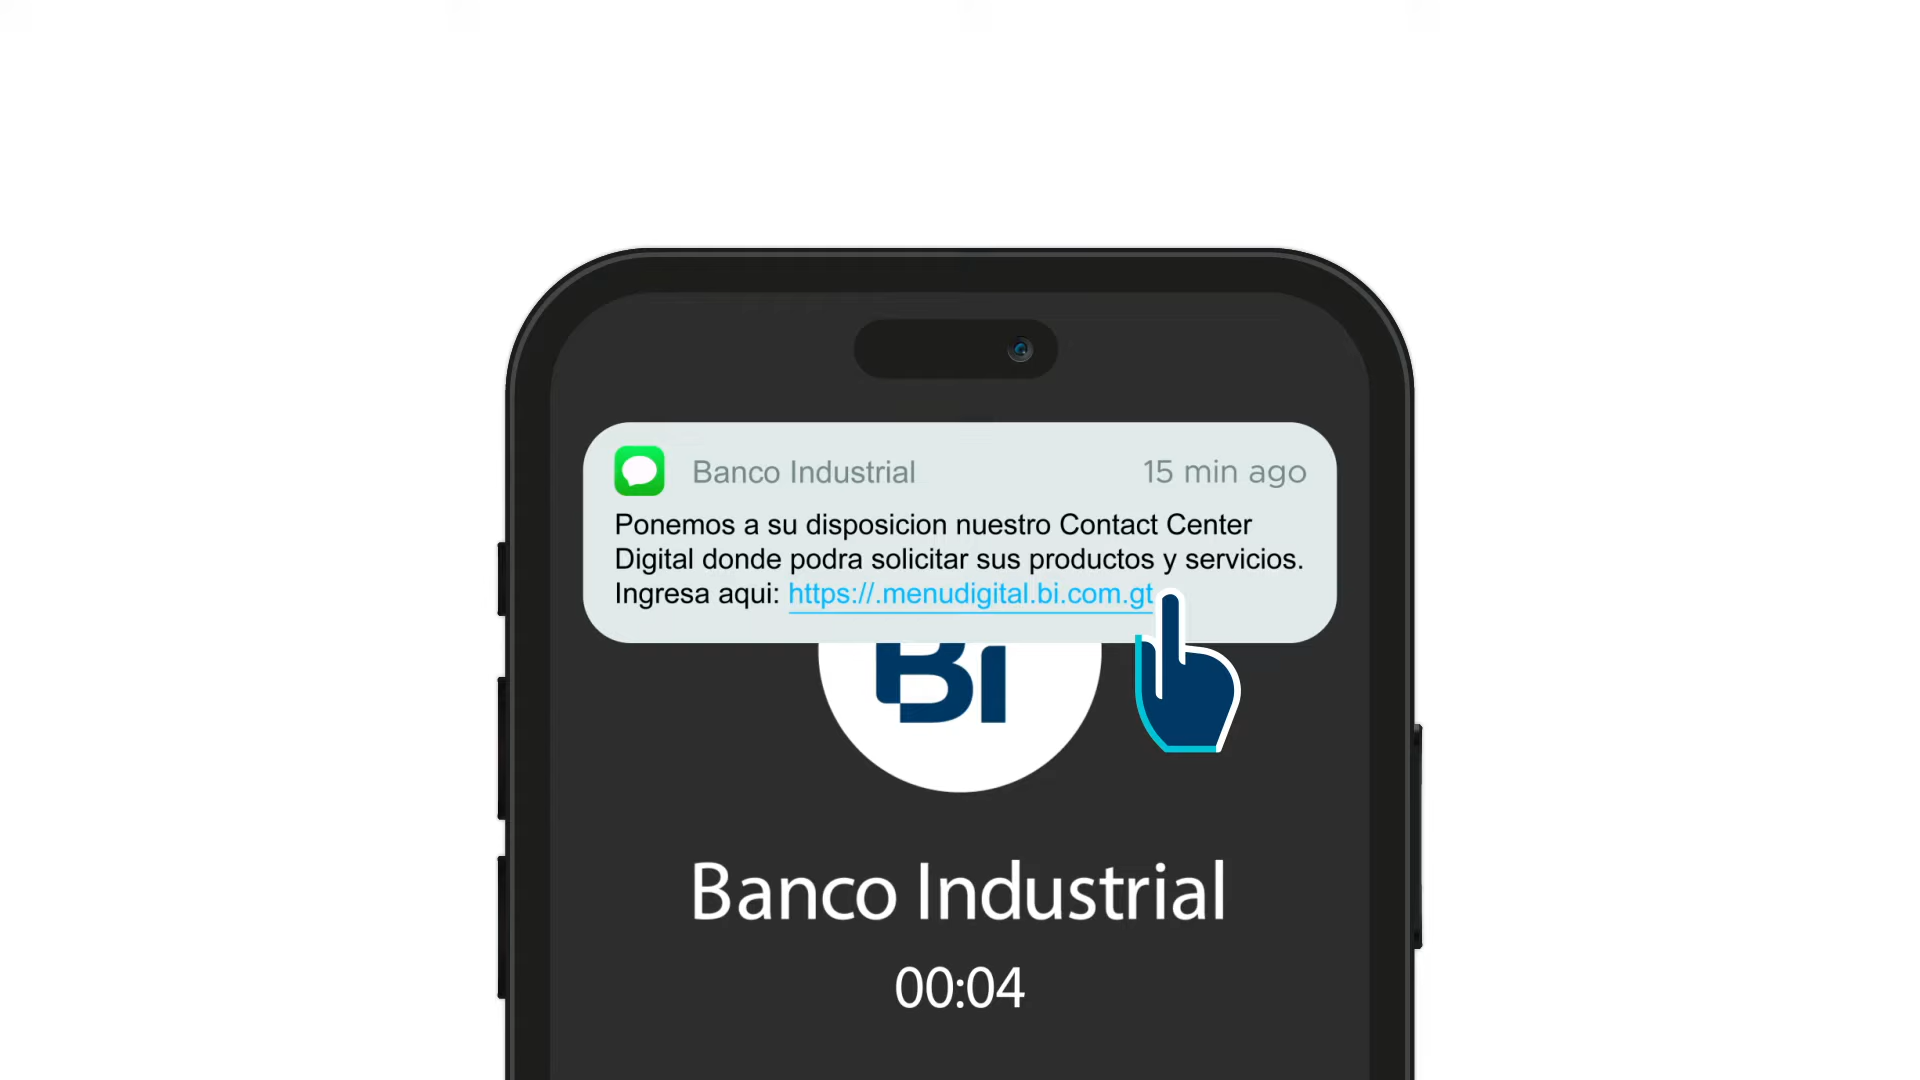 Banco Industrial 15 min ago
Ponemos a su disposicion nuestro Contact Center
Digital donde podra solicitar sus productos y servicios.
Ingresa aqui: https://.menudigital.bi.com.gt
Bi
Banco Industrial
00:04